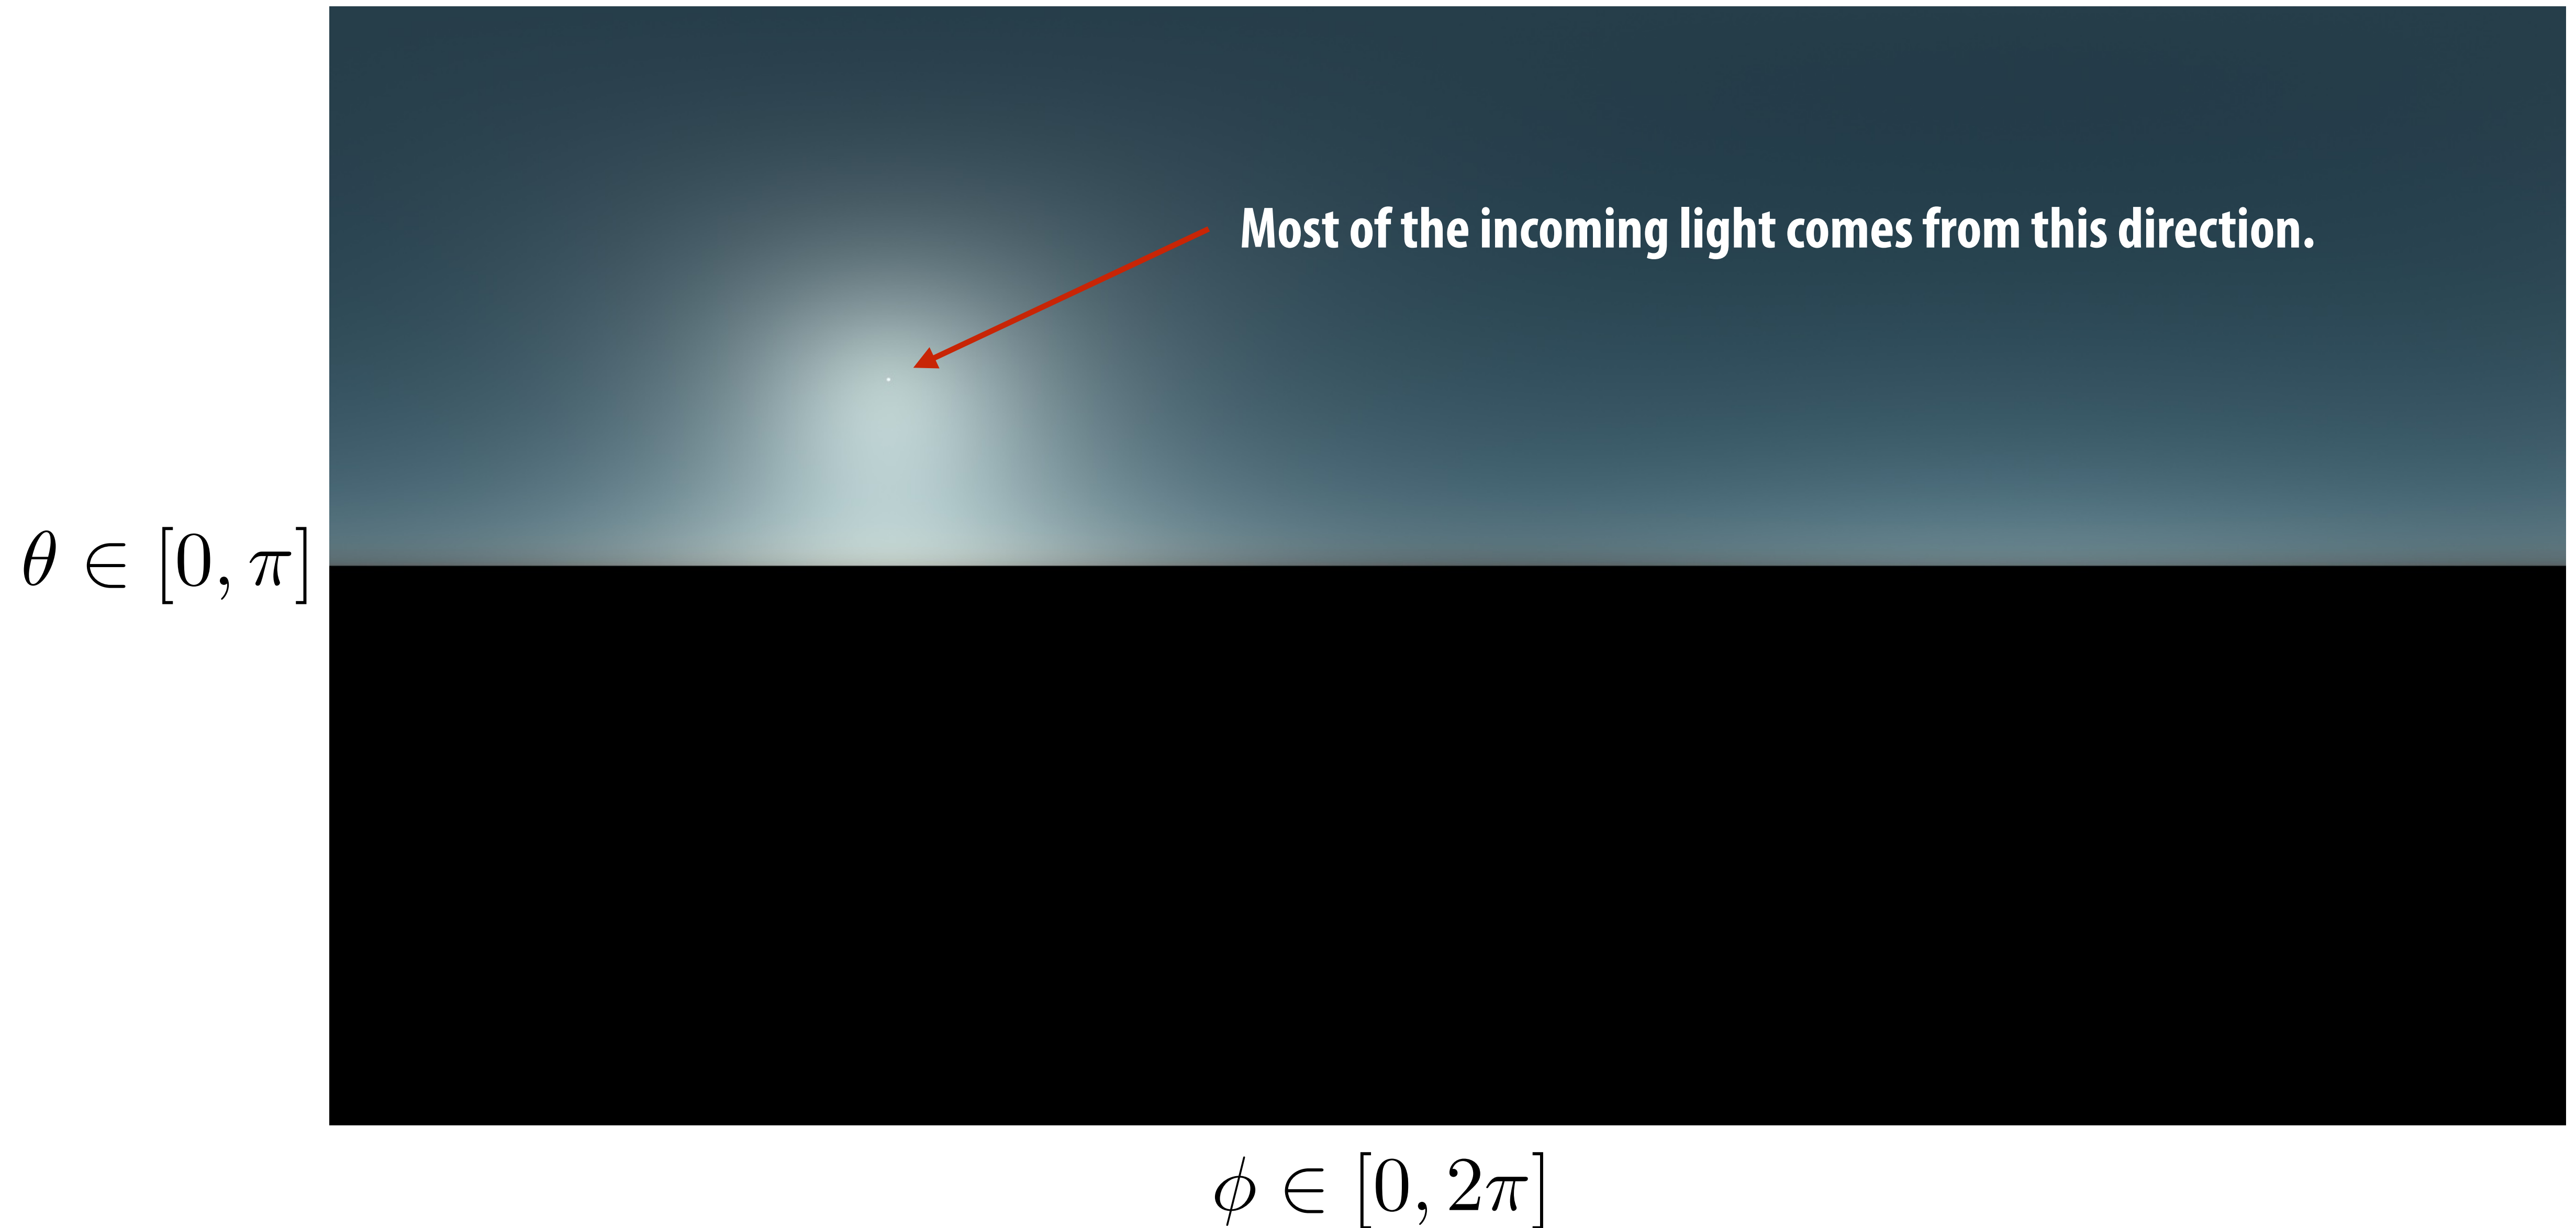 Most of the incoming light comes from this direction.
θ ∈ [0, π]
ϕ ∈ [0, 2π]